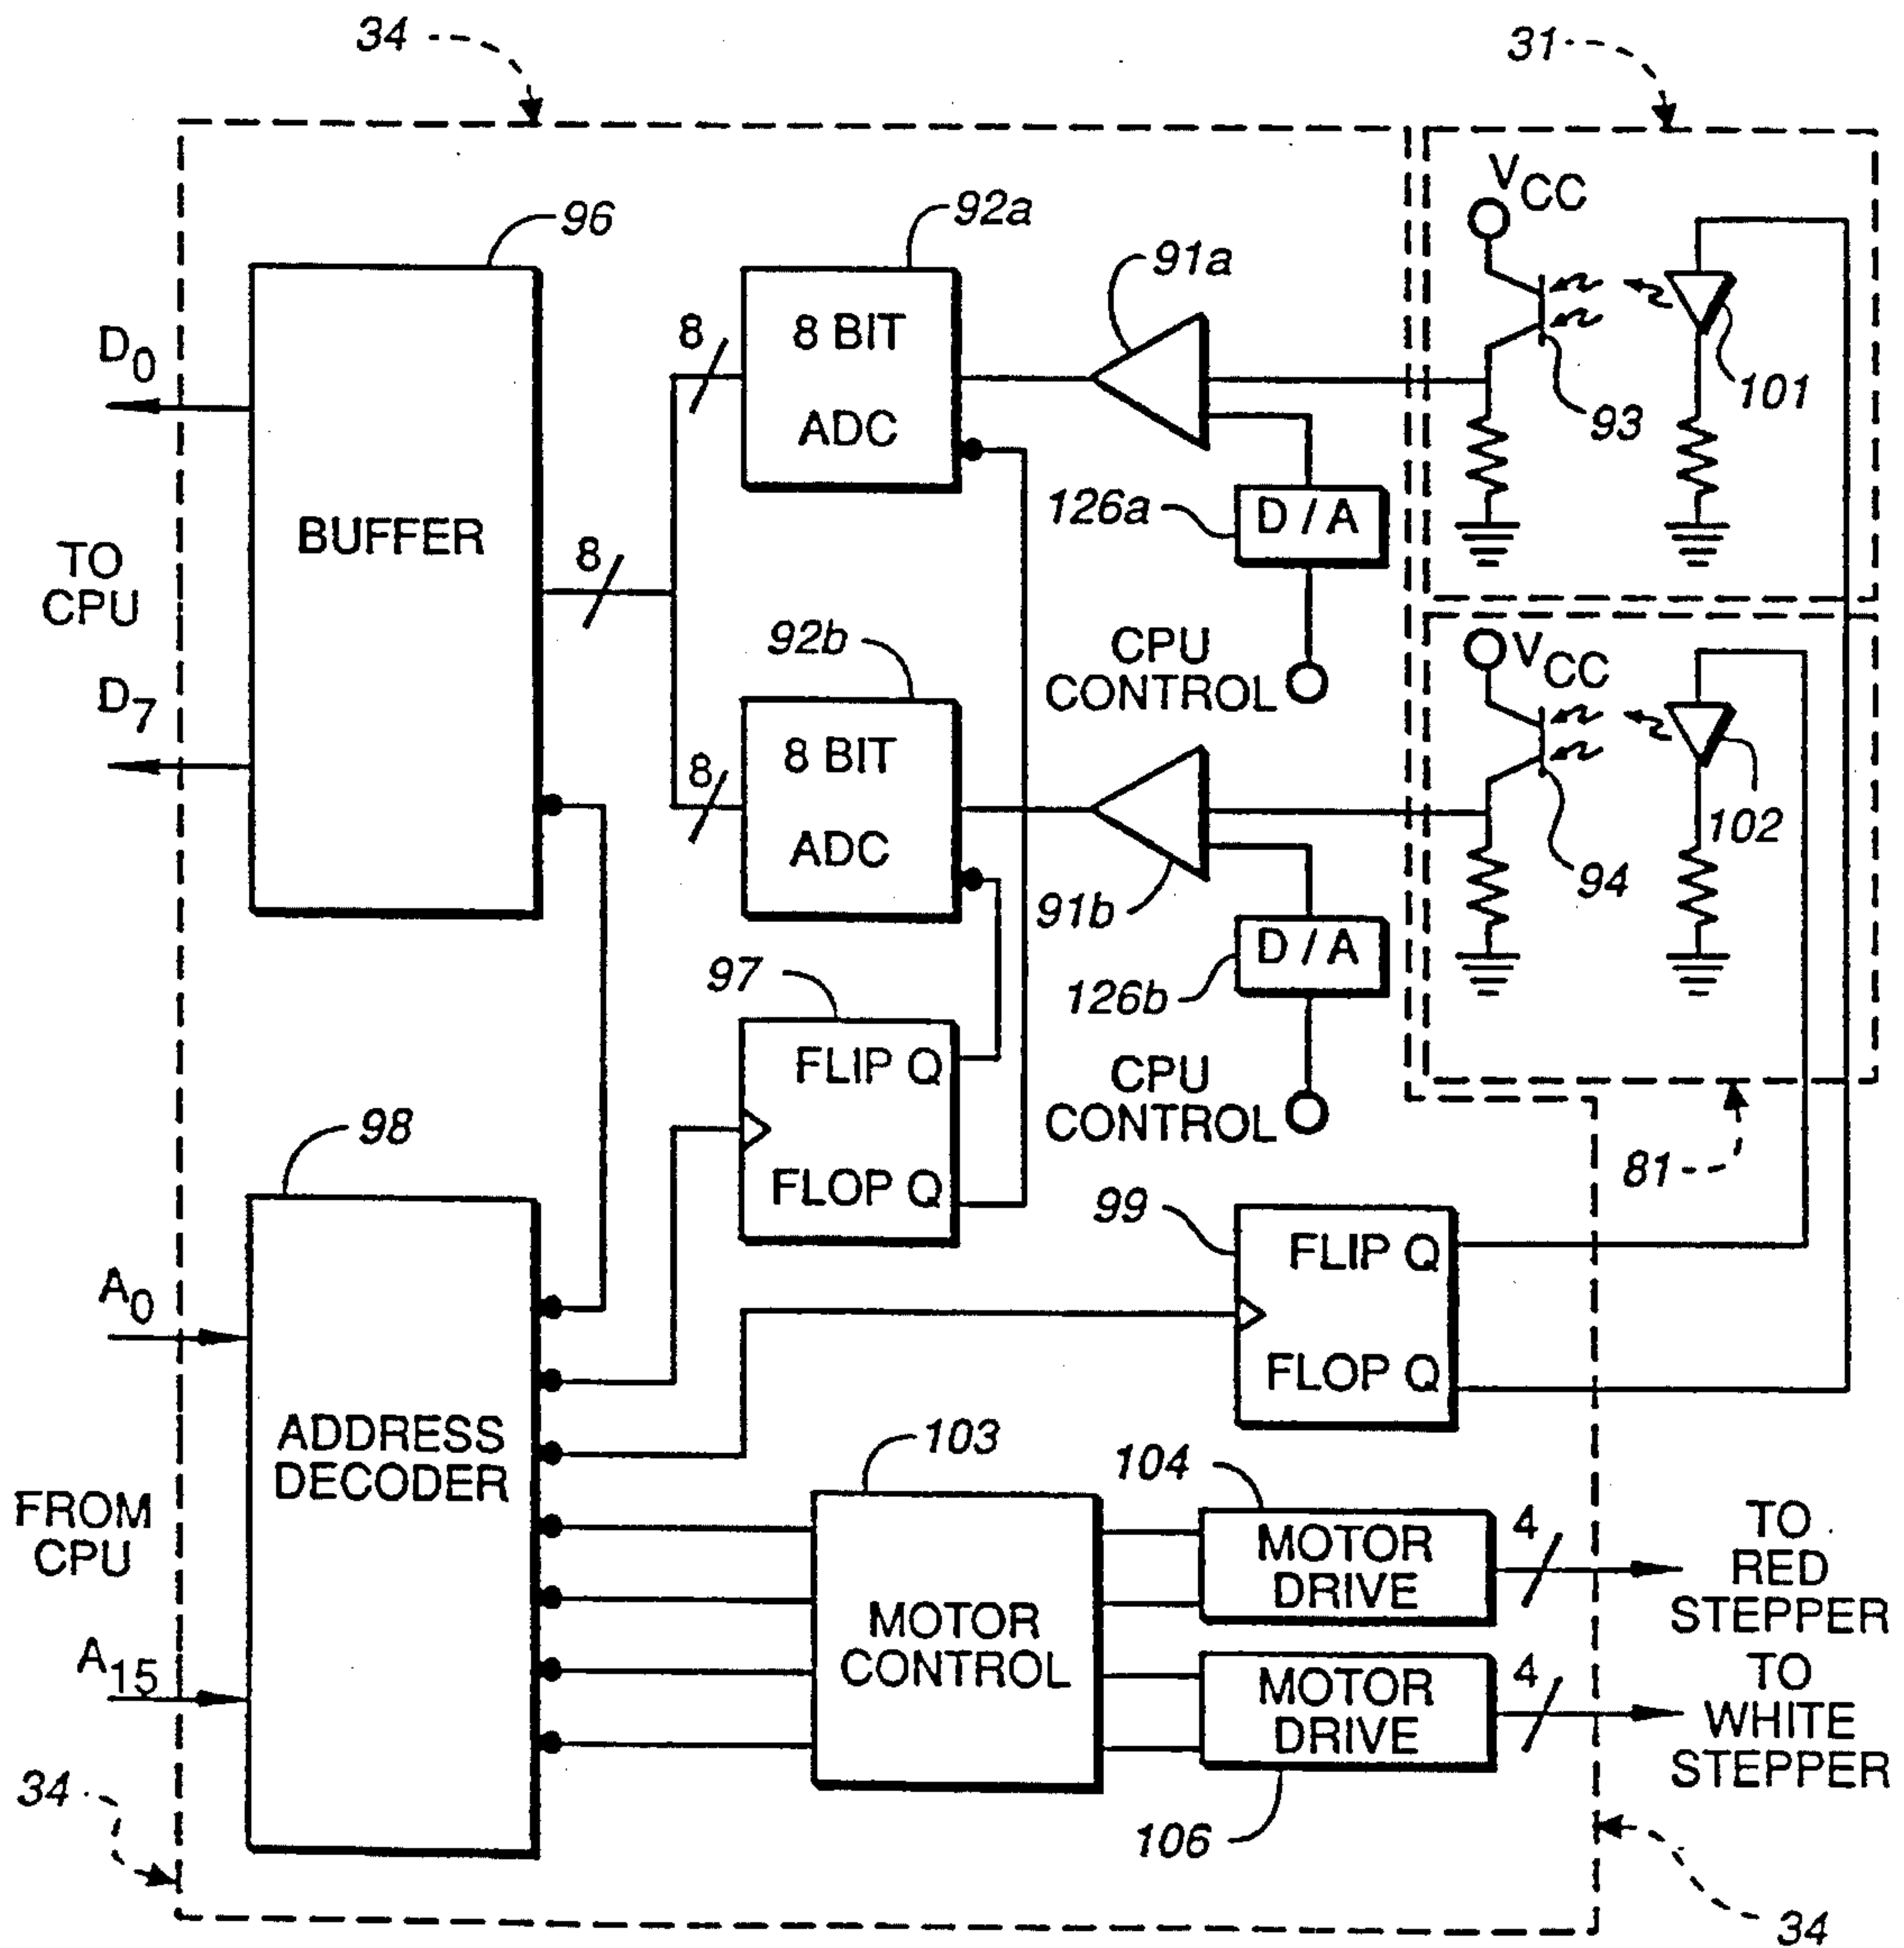 34
31
VCC
96
92a
91a
8 BIT
ADC
8
D0
93
101
BUFFER
8
126a
D / A
TO
CPU
CPU
CONTROL
92b
VCC
D7
8 BIT
ADC
8
102
94
91b
D / A
126b
97
FLIP Q
FLOP Q
CPU
CONTROL
98
81
99
FLIP Q
FLOP Q
A0
ADDRESS
DECODER
103
104
MOTOR
DRIVE
4
TO
RED
STEPPER
FROM
CPU
MOTOR
CONTROL
A15
MOTOR
DRIVE
4
TO
WHITE
STEPPER
34
106
34